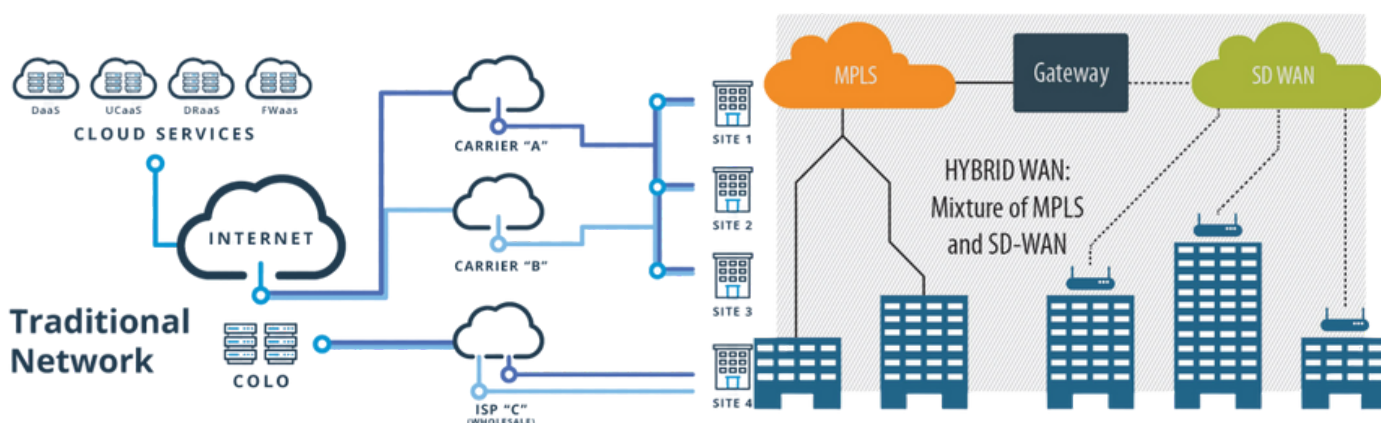 DaaS
UCaaS
DRaaS
FWaas
CLOUD SERVICES
INTERNET
Traditional
Network
COLO
CARRIER "A"
CARRIER "B"
ISP "C"
(WHOLESALE)
SITE 1
SITE 2
SITE 3
SITE 4
MPLS
Gateway
SD WAN
HYBRID WAN:
Mixture of MPLS
and SD-WAN